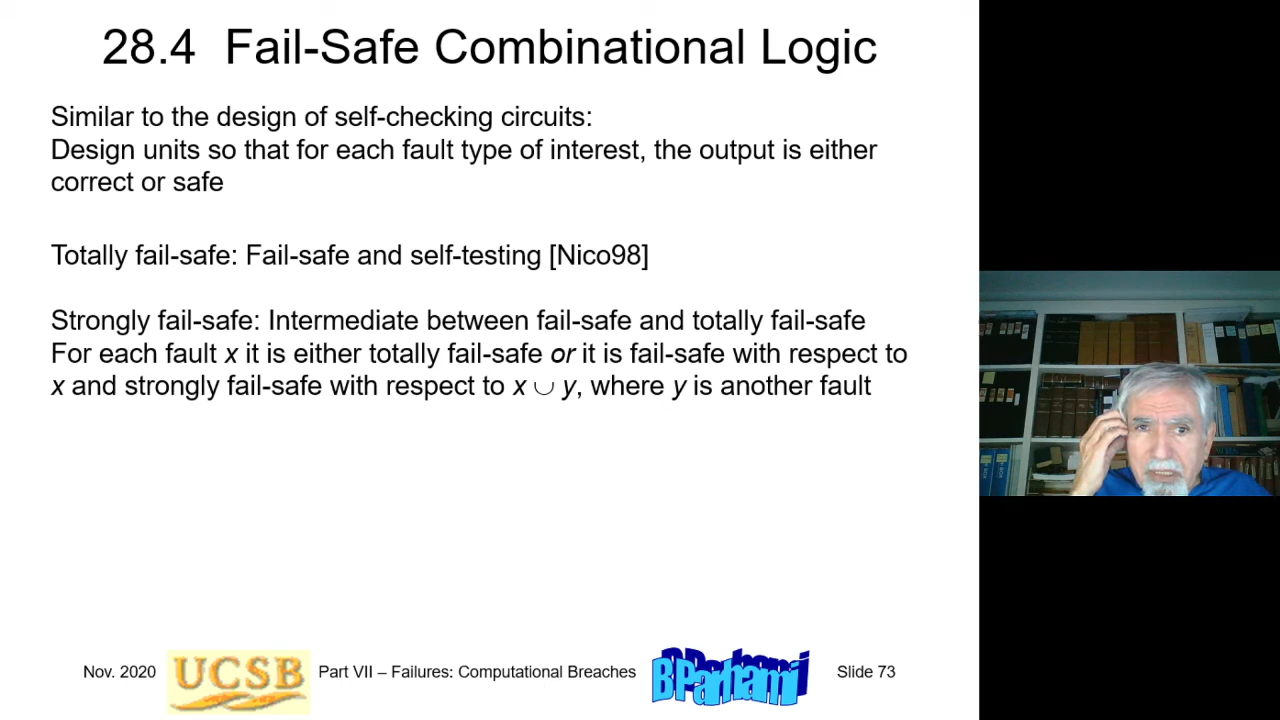 28.4 Fail-Safe Combinational Logic
Similar to the design of self-checking circuits:
Design units so that for each fault type of interest, the output is either
correct or safe
Totally fail-safe: Fail-safe and self-testing [Nico98]
Strongly fail-safe: Intermediate between fail-safe and totally fail-safe
For each fault x it is either totally fail-safe or it is fail-safe with respect to
x and strongly fail-safe with respect to x ∪ y, where y is another fault
Nov. 2020
UCSB
Part VII – Failures: Computational Breaches
B Parhami
Slide 73